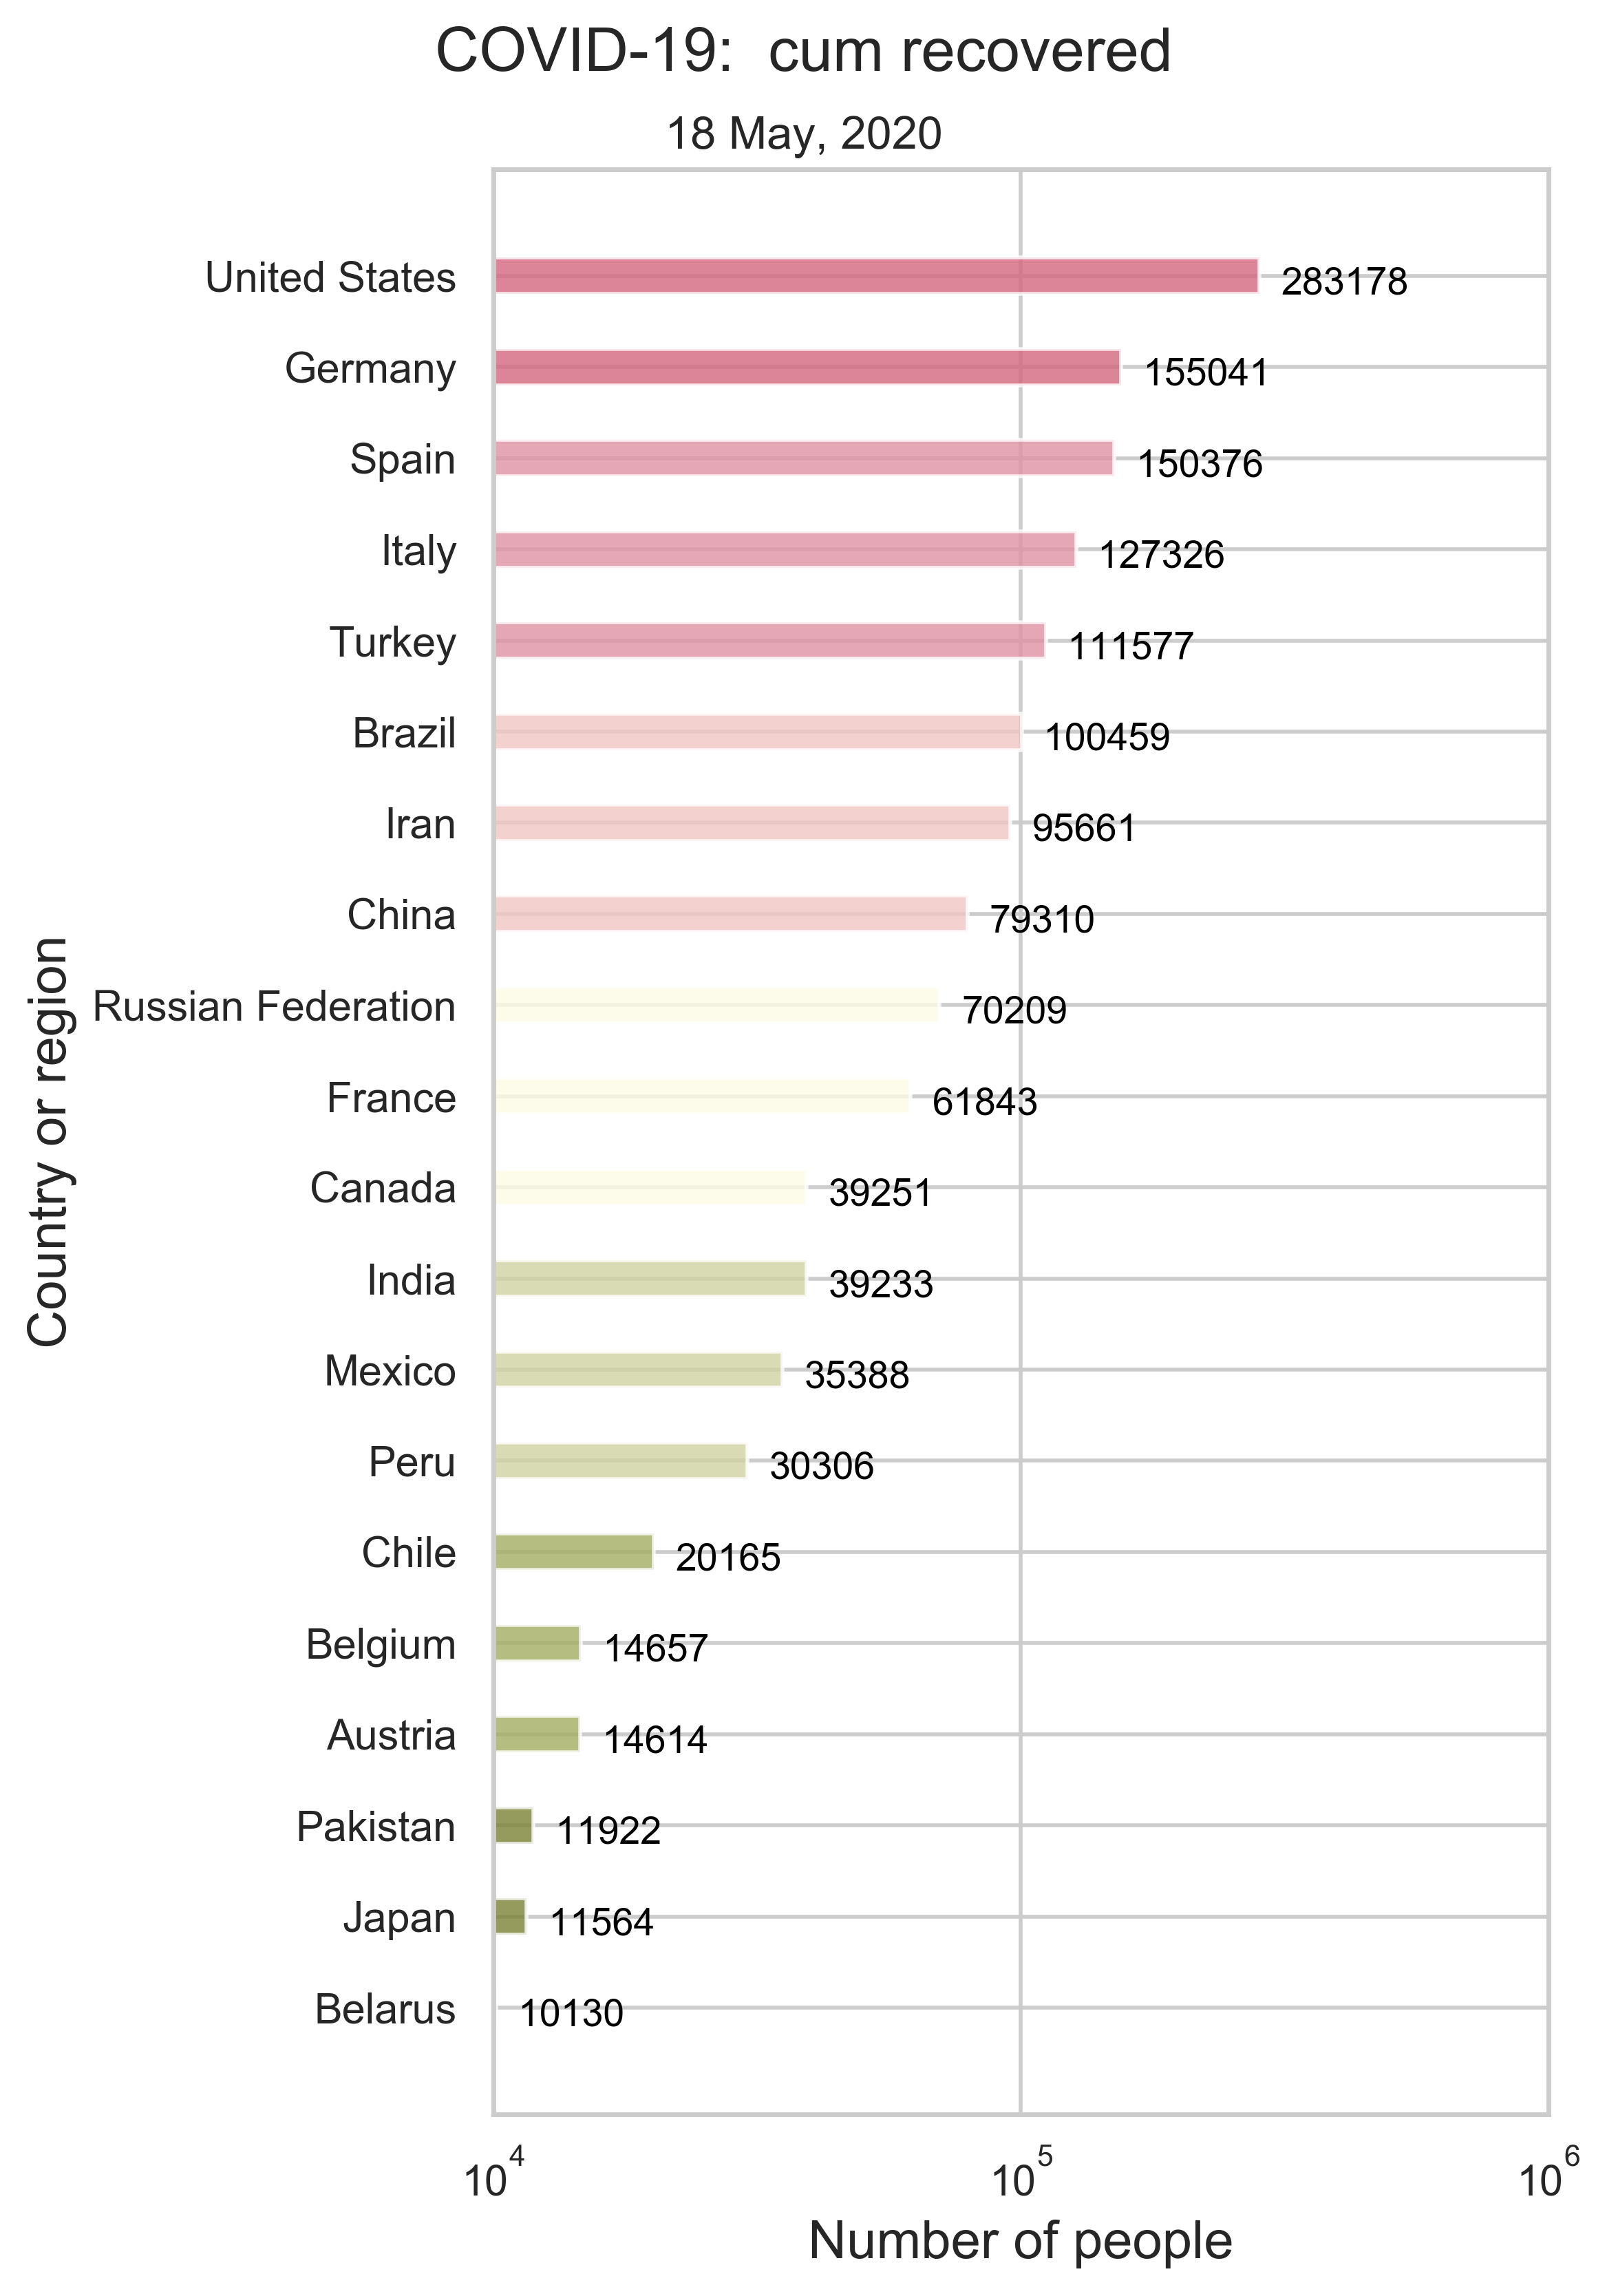 COVID-19:  cum recovered
18 May, 2020
United States 283178
Germany 155041
Spain 150376
Italy 127326
Turkey 111577
Brazil 100459
Iran 95661
China 79310
Russian Federation 70209
France 61843
Canada 39251
India 39233
Mexico 35388
Peru 30306
Chile 20165
Belgium 14657
Austria 14614
Pakistan 11922
Japan 11564
Belarus 10130
Country or region
10^4 10^5 10^6
Number of people